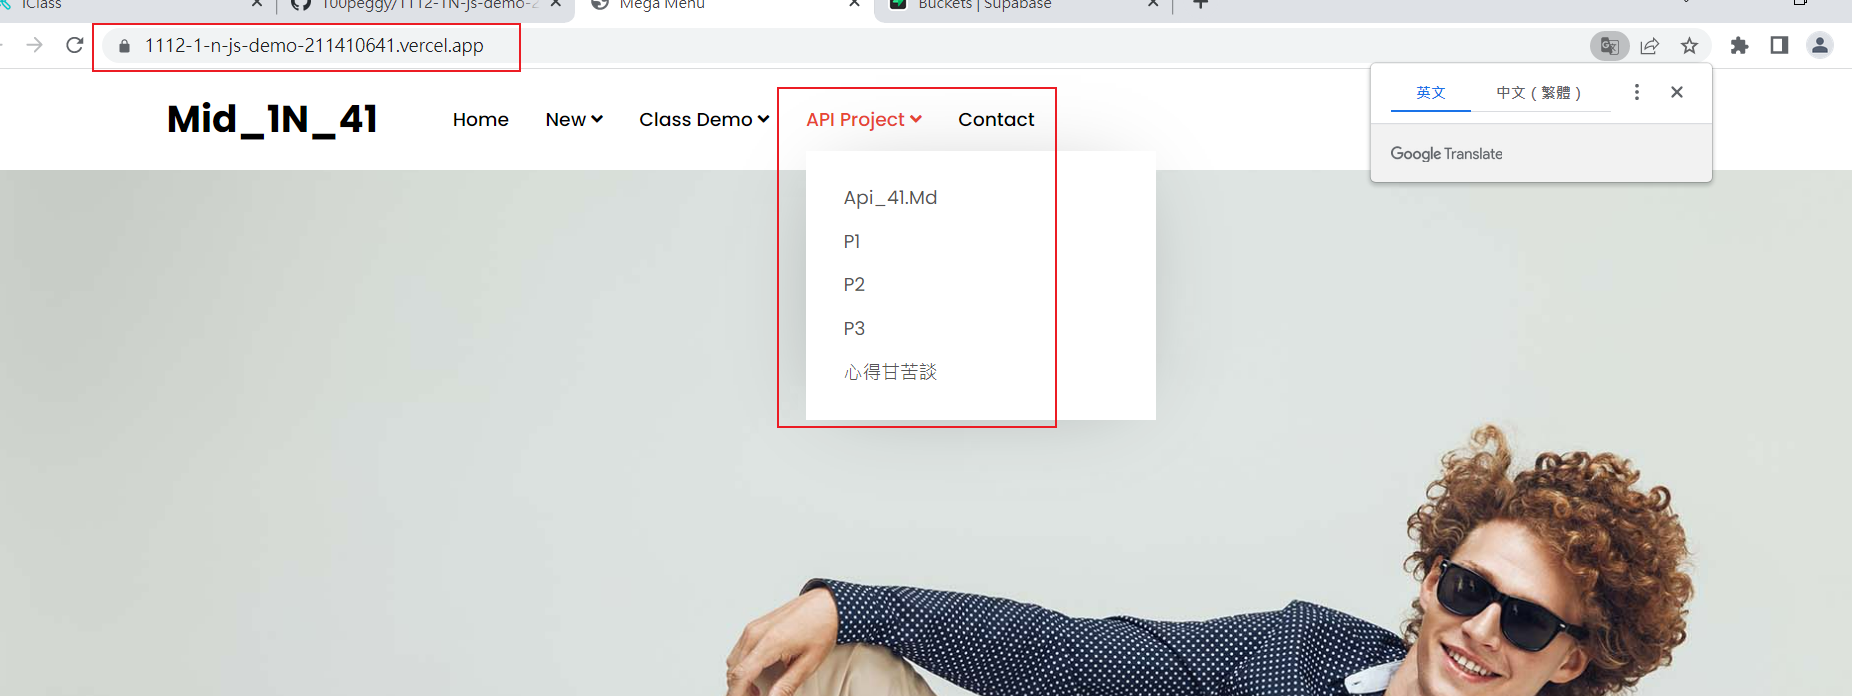 iClass
100peggy/1112-1N-js-demo-2
Mega Menu
Buckets | Supabase
1112-1-n-js-demo-211410641.vercel.app
英文
中文（繁體）
Google Translate
Mid_1N_41
Home
New
Class Demo
API Project
Contact
Api_41.Md
P1
P2
P3
心得甘苦談